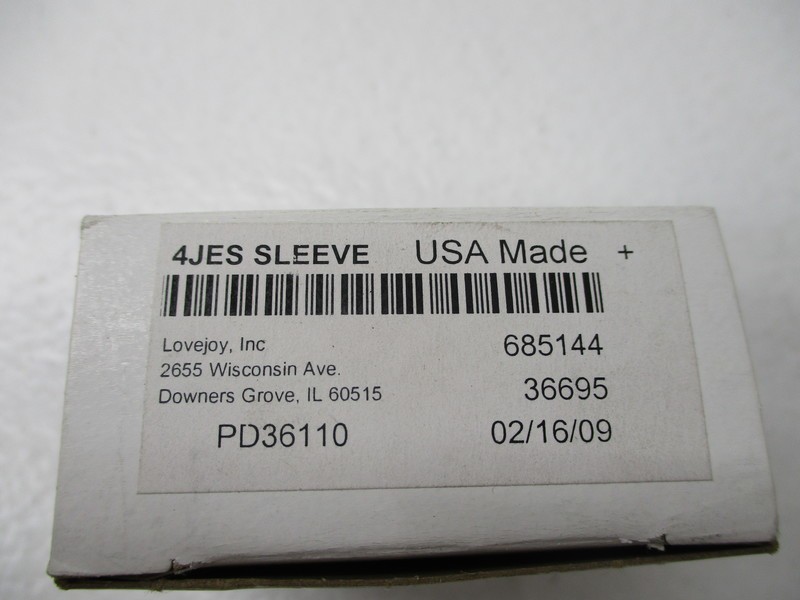 4JES SLEEVE USA Made +
Lovejoy, Inc 685144
2655 Wisconsin Ave.
Downers Grove, IL 60515 36695
PD36110 02/16/09